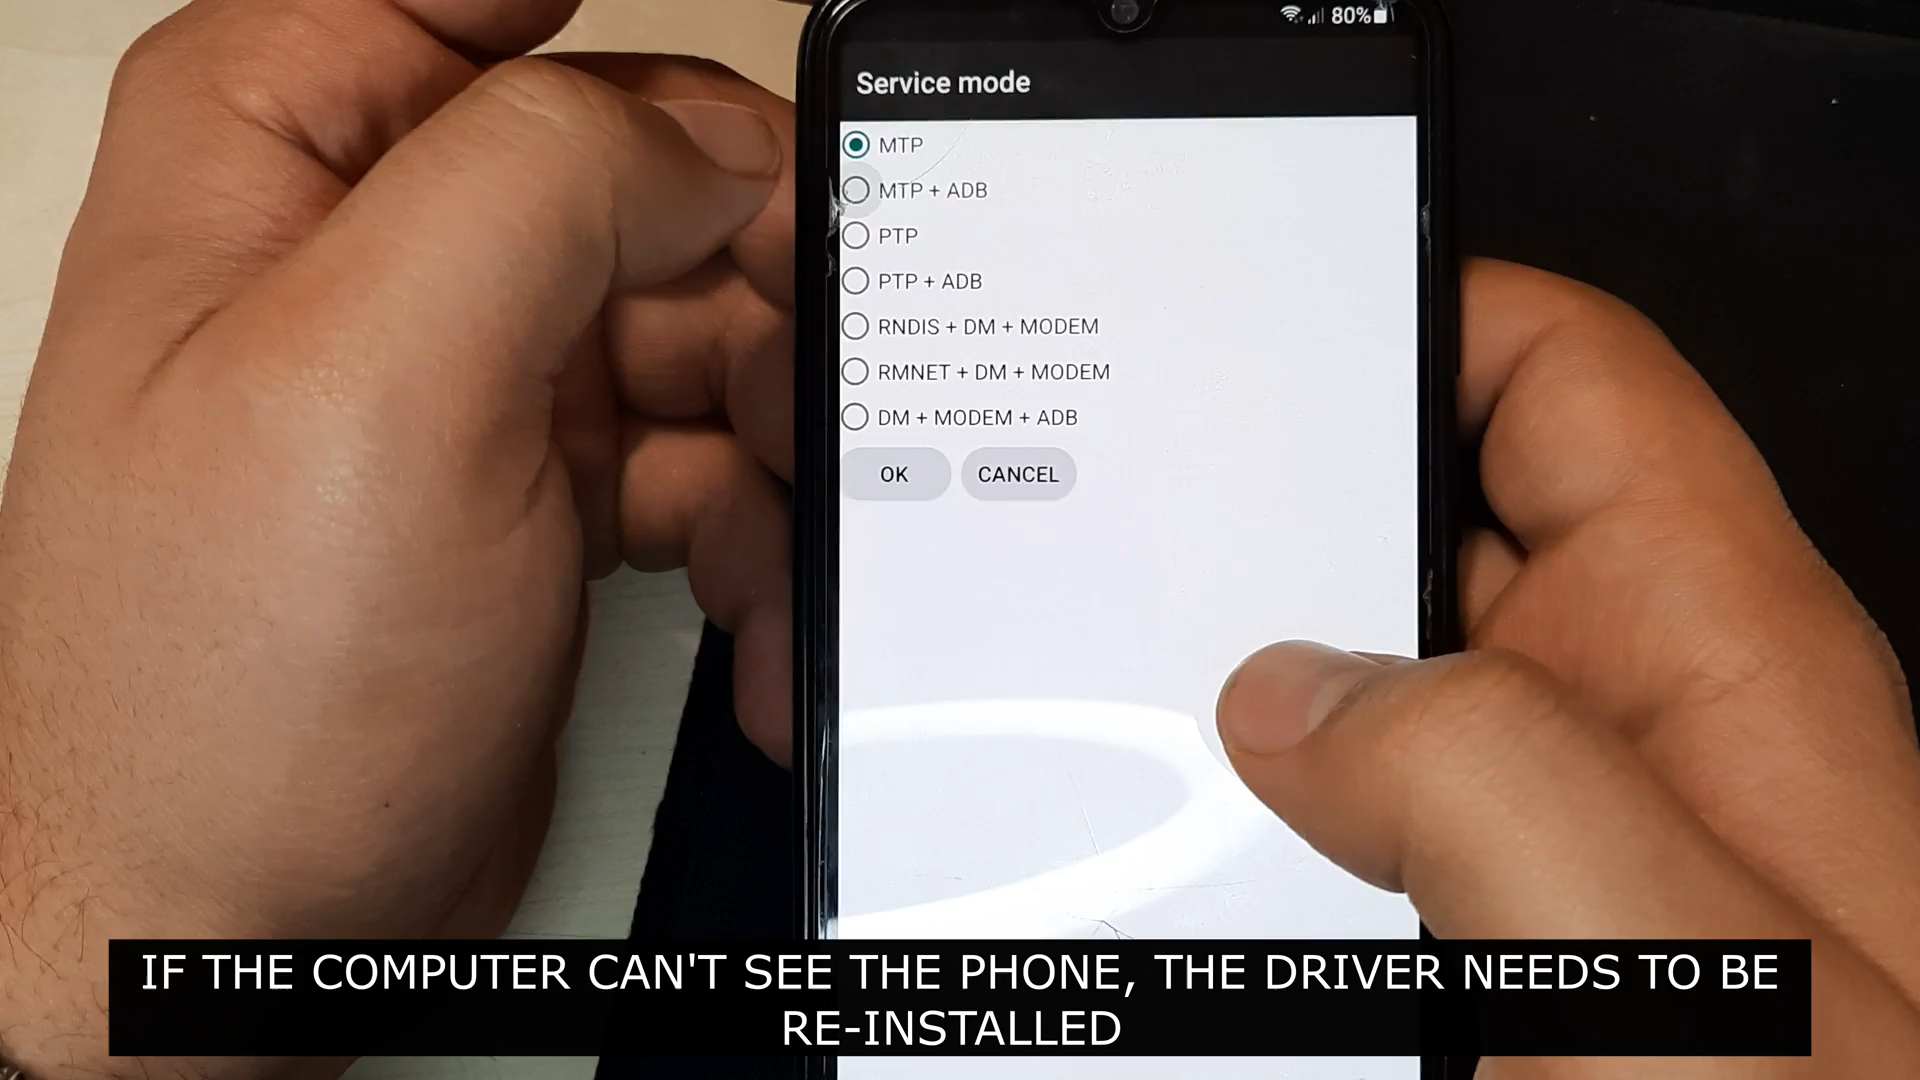 80%
Service mode
MTP
MTP + ADB
PTP
PTP + ADB
RNDIS + DM + MODEM
RMNET + DM + MODEM
DM + MODEM + ADB
OK CANCEL
IF THE COMPUTER CAN'T SEE THE PHONE, THE DRIVER NEEDS TO BE
RE-INSTALLED